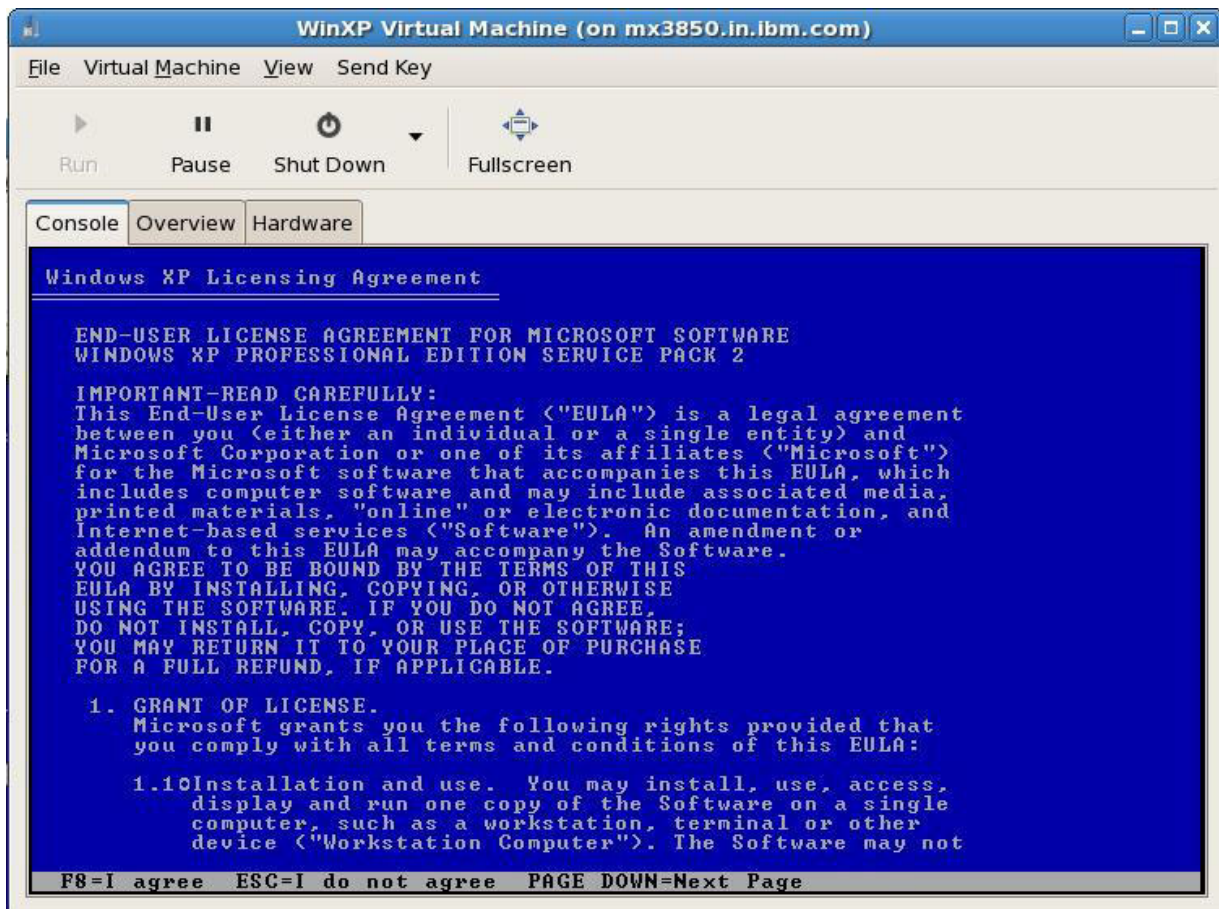 WinXP Virtual Machine (on mx3850.in.ibm.com)
File Virtual Machine View Send Key
Run Pause Shut Down Fullscreen
Console Overview Hardware
Windows XP Licensing Agreement
END-USER LICENSE AGREEMENT FOR MICROSOFT SOFTWARE
WINDOWS XP PROFESSIONAL EDITION SERVICE PACK 2
IMPORTANT-READ CAREFULLY:
This End-User License Agreement ("EULA") is a legal agreement
between you (either an individual or a single entity) and
Microsoft Corporation or one of its affiliates ("Microsoft")
for the Microsoft software that accompanies this EULA, which
includes computer software and may include associated media,
printed materials, "online" or electronic documentation, and
Internet-based services ("Software"). An amendment or
addendum to this EULA may accompany the Software.
YOU AGREE TO BE BOUND BY THE TERMS OF THIS
EULA BY INSTALLING, COPYING, OR OTHERWISE
USING THE SOFTWARE. IF YOU DO NOT AGREE,
DO NOT INSTALL, COPY, OR USE THE SOFTWARE;
YOU MAY RETURN IT TO YOUR PLACE OF PURCHASE
FOR A FULL REFUND, IF APPLICABLE.
1. GRANT OF LICENSE.
Microsoft grants you the following rights provided that
you comply with all terms and conditions of this EULA:
1.1◘Installation and use. You may install, use, access,
display and run one copy of the Software on a single
computer, such as a workstation, terminal or other
device ("Workstation Computer"). The Software may not
F8=I agree ESC=I do not agree PAGE DOWN=Next Page